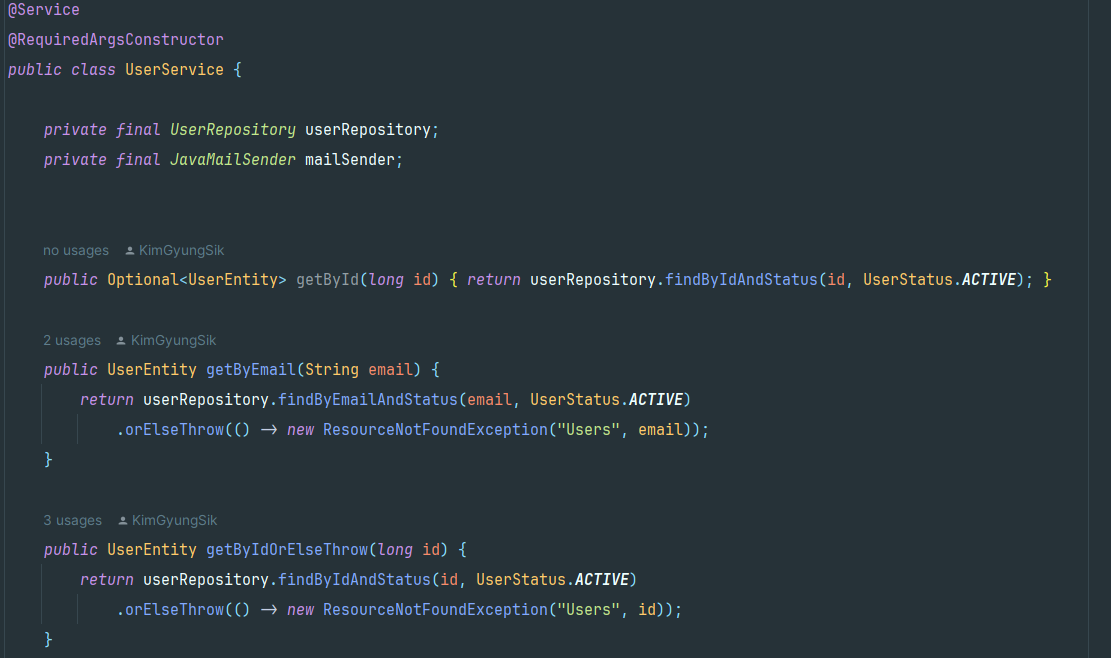 @Service
@RequiredArgsConstructor
public class UserService {
private final UserRepository userRepository;
private final JavaMailSender mailSender;
no usages KimGyungSik
public Optional<UserEntity> getById(long id) { return userRepository.findByIdAndStatus(id, UserStatus.ACTIVE); }
2 usages KimGyungSik
public UserEntity getByEmail(String email) {
return userRepository.findByEmailAndStatus(email, UserStatus.ACTIVE)
.orElseThrow(() -> new ResourceNotFoundException("Users", email));
}
3 usages KimGyungSik
public UserEntity getByIdOrElseThrow(long id) {
return userRepository.findByIdAndStatus(id, UserStatus.ACTIVE)
.orElseThrow(() -> new ResourceNotFoundException("Users", id));
}